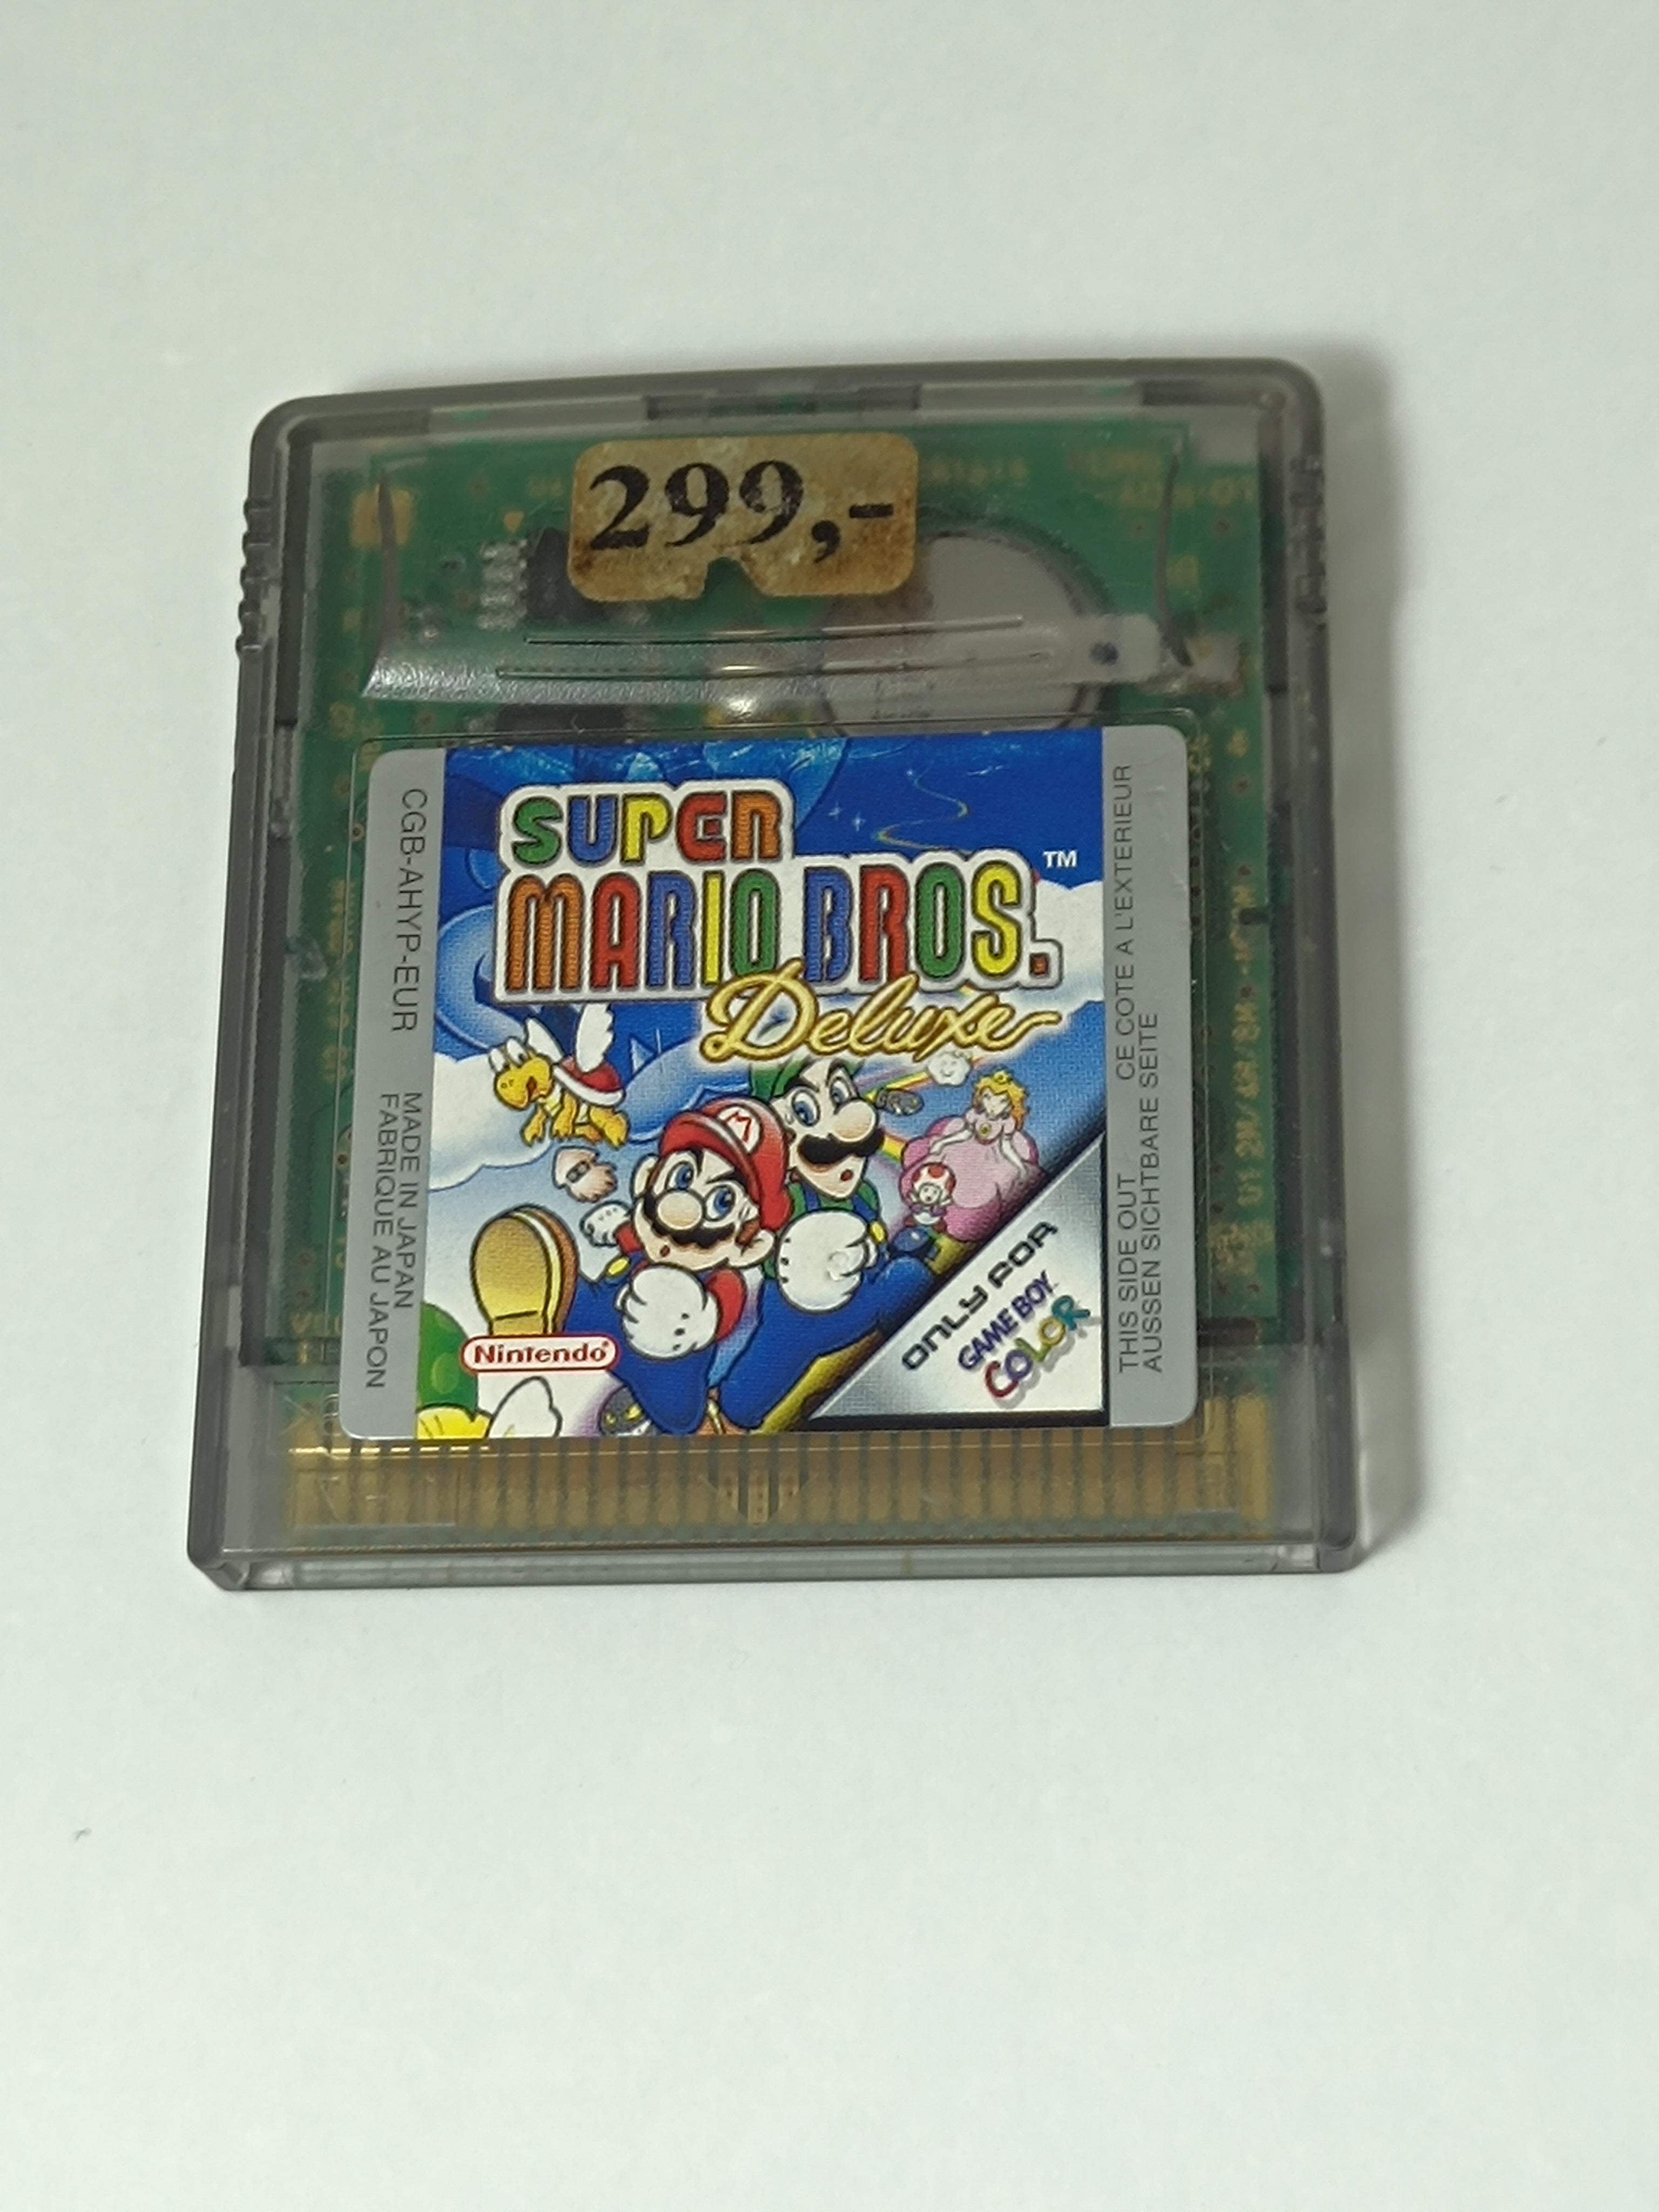 299,-
SUPER
MARIO BROS.™
Deluxe
CGB-AHYP-EUR
MADE IN JAPAN
FABRIQUE AU JAPON
Nintendo®
ONLY FOR
GAME BOY
COLOR
THIS SIDE OUT
CE COTE A L'EXTERIEUR
AUSSEN SICHTBARE SEITE